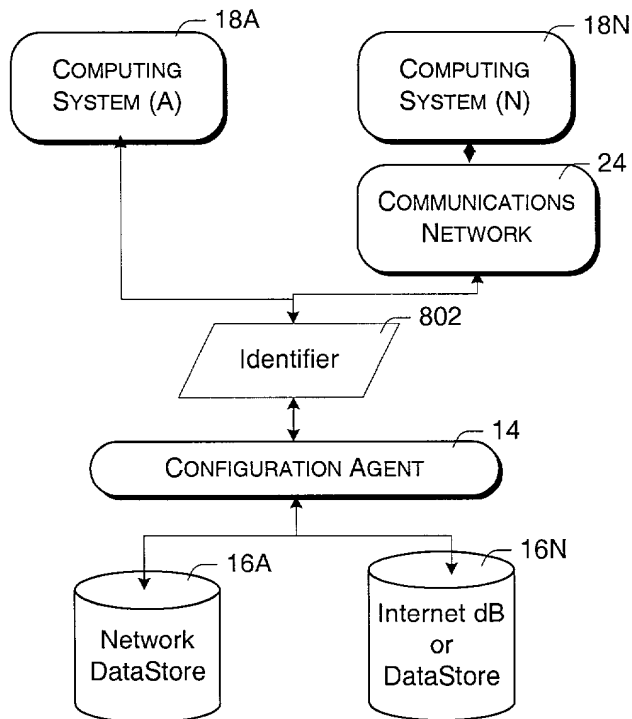 18A
18N
COMPUTING
SYSTEM (A)
COMPUTING
SYSTEM (N)
24
COMMUNICATIONS
NETWORK
802
Identifier
14
CONFIGURATION AGENT
16A
16N
Network
DataStore
Internet dB
or
DataStore